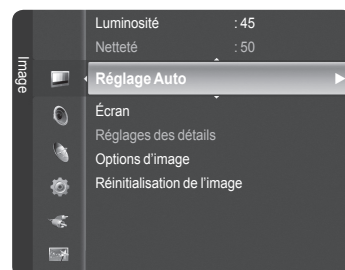 Image
Luminosité : 45
Netteté : 50
Réglage Auto
Écran
Réglages des détails
Options d'image
Réinitialisation de l'image